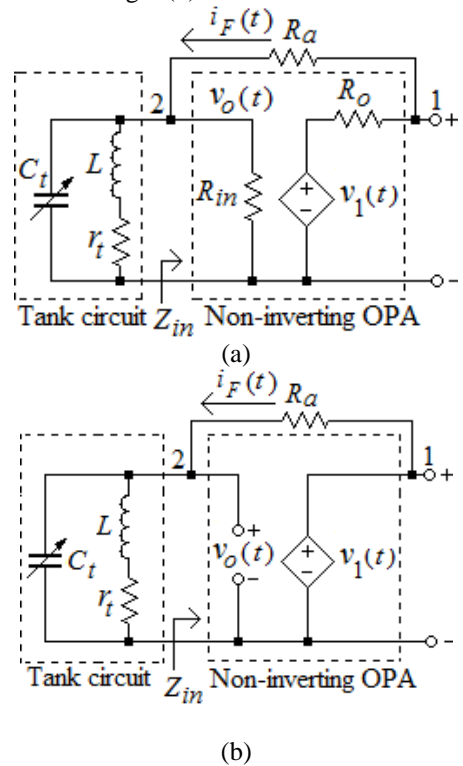 i_F(t)
R_a
2
v_o(t)
R_o
1
+
C_t
L
R_in
+
−
v_1(t)
r_t
−
Tank circuit
Z_in
Non-inverting OPA
(a)
i_F(t)
R_a
2
1
+
L
+
C_t
v_o(t)
+
−
v_1(t)
−
r_t
−
Tank circuit
Z_in
Non-inverting OPA
(b)